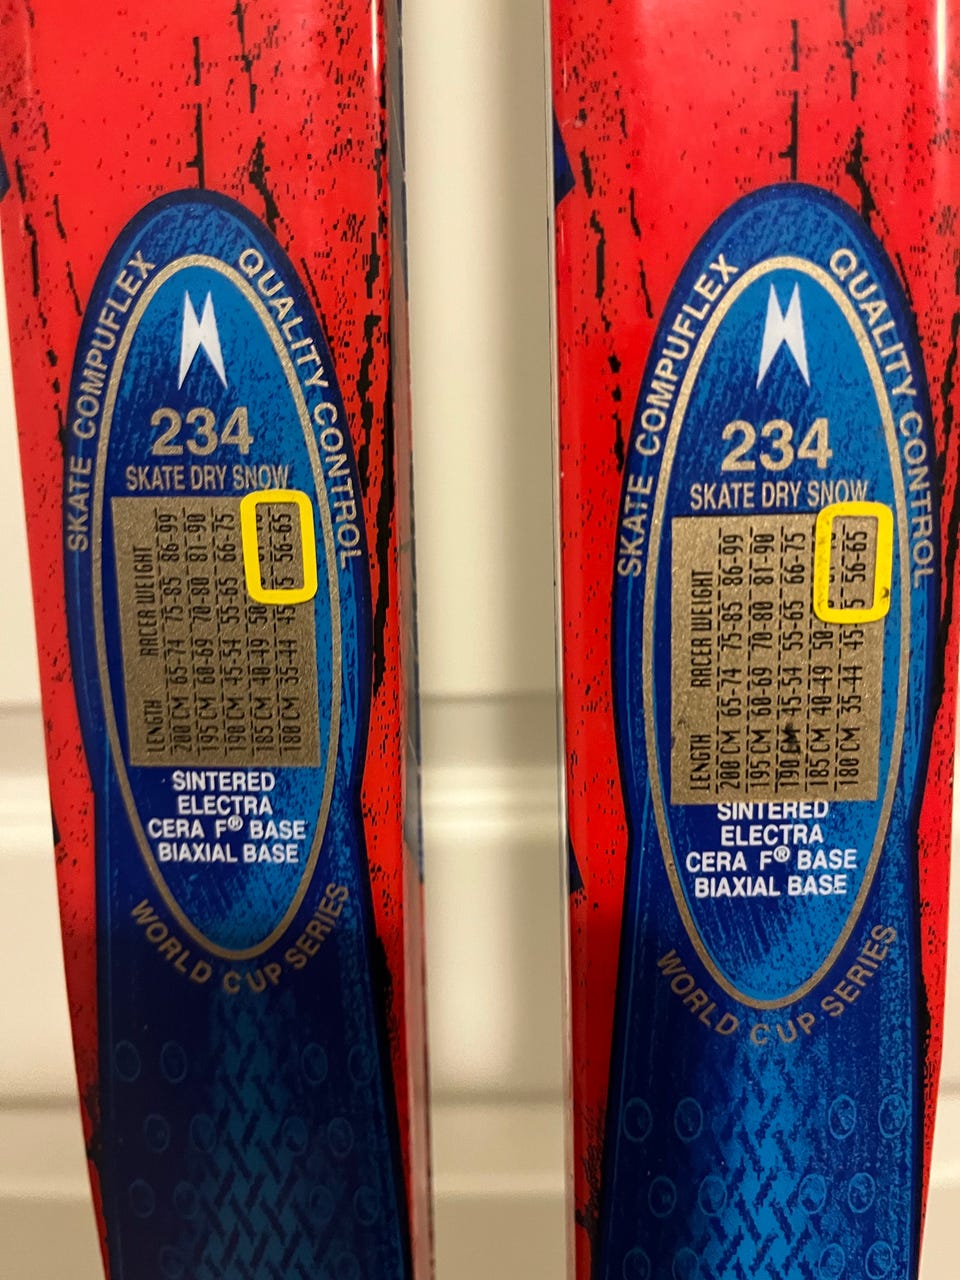 SKATE COMPUFLEX QUALITY CONTROL
234
SKATE DRY SNOW
LENGTH RACER WEIGHT
200 CM 65-74 75-85 86-99
195 CM 60-69 70-80 81-90
190 CM 45-54 55-65 66-75
185 CM 40-49 50
180 CM 35-44 45 5 56-65
SINTERED
ELECTRA
CERA F® BASE
BIAXIAL BASE
WORLD CUP SERIES
SKATE COMPUFLEX QUALITY CONTROL
234
SKATE DRY SNOW
LENGTH RACER WEIGHT
200 CM 65-74 75-85 86-99
195 CM 60-69 70-80 81-90
190 CM 45-54 55-65 66-75
185 CM 40-49 50
180 CM 35-44 45 5 56-65
SINTERED
ELECTRA
CERA F® BASE
BIAXIAL BASE
WORLD CUP SERIES